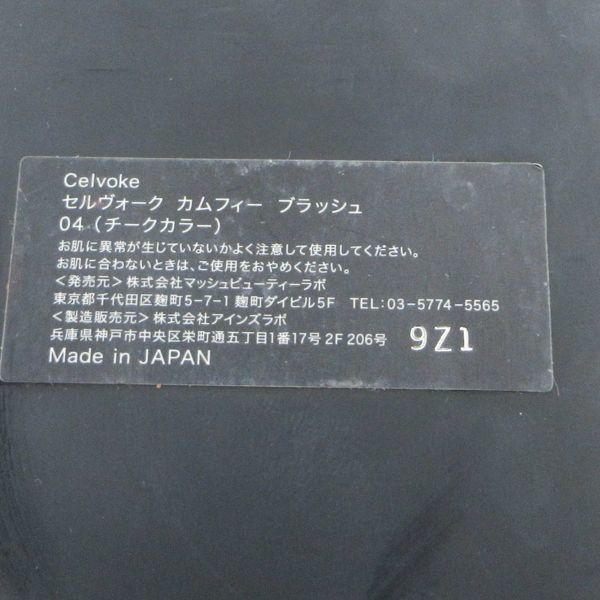 Celvoke
セルヴォーク カムフィー ブラッシュ
04(チークカラー)
お肌に異常が生じていないかよく注意して使用してください。
お肌に合わないときは、ご使用をおやめください。
<発売元>株式会社マッシュビューティーラボ
東京都千代田区麹町5-7-1 麹町ダイビル5F TEL:03-5774-5565
<製造販売元>株式会社アインズラボ
兵庫県神戸市中央区栄町通五丁目1番17号 2F 206号 9Z1
Made in JAPAN